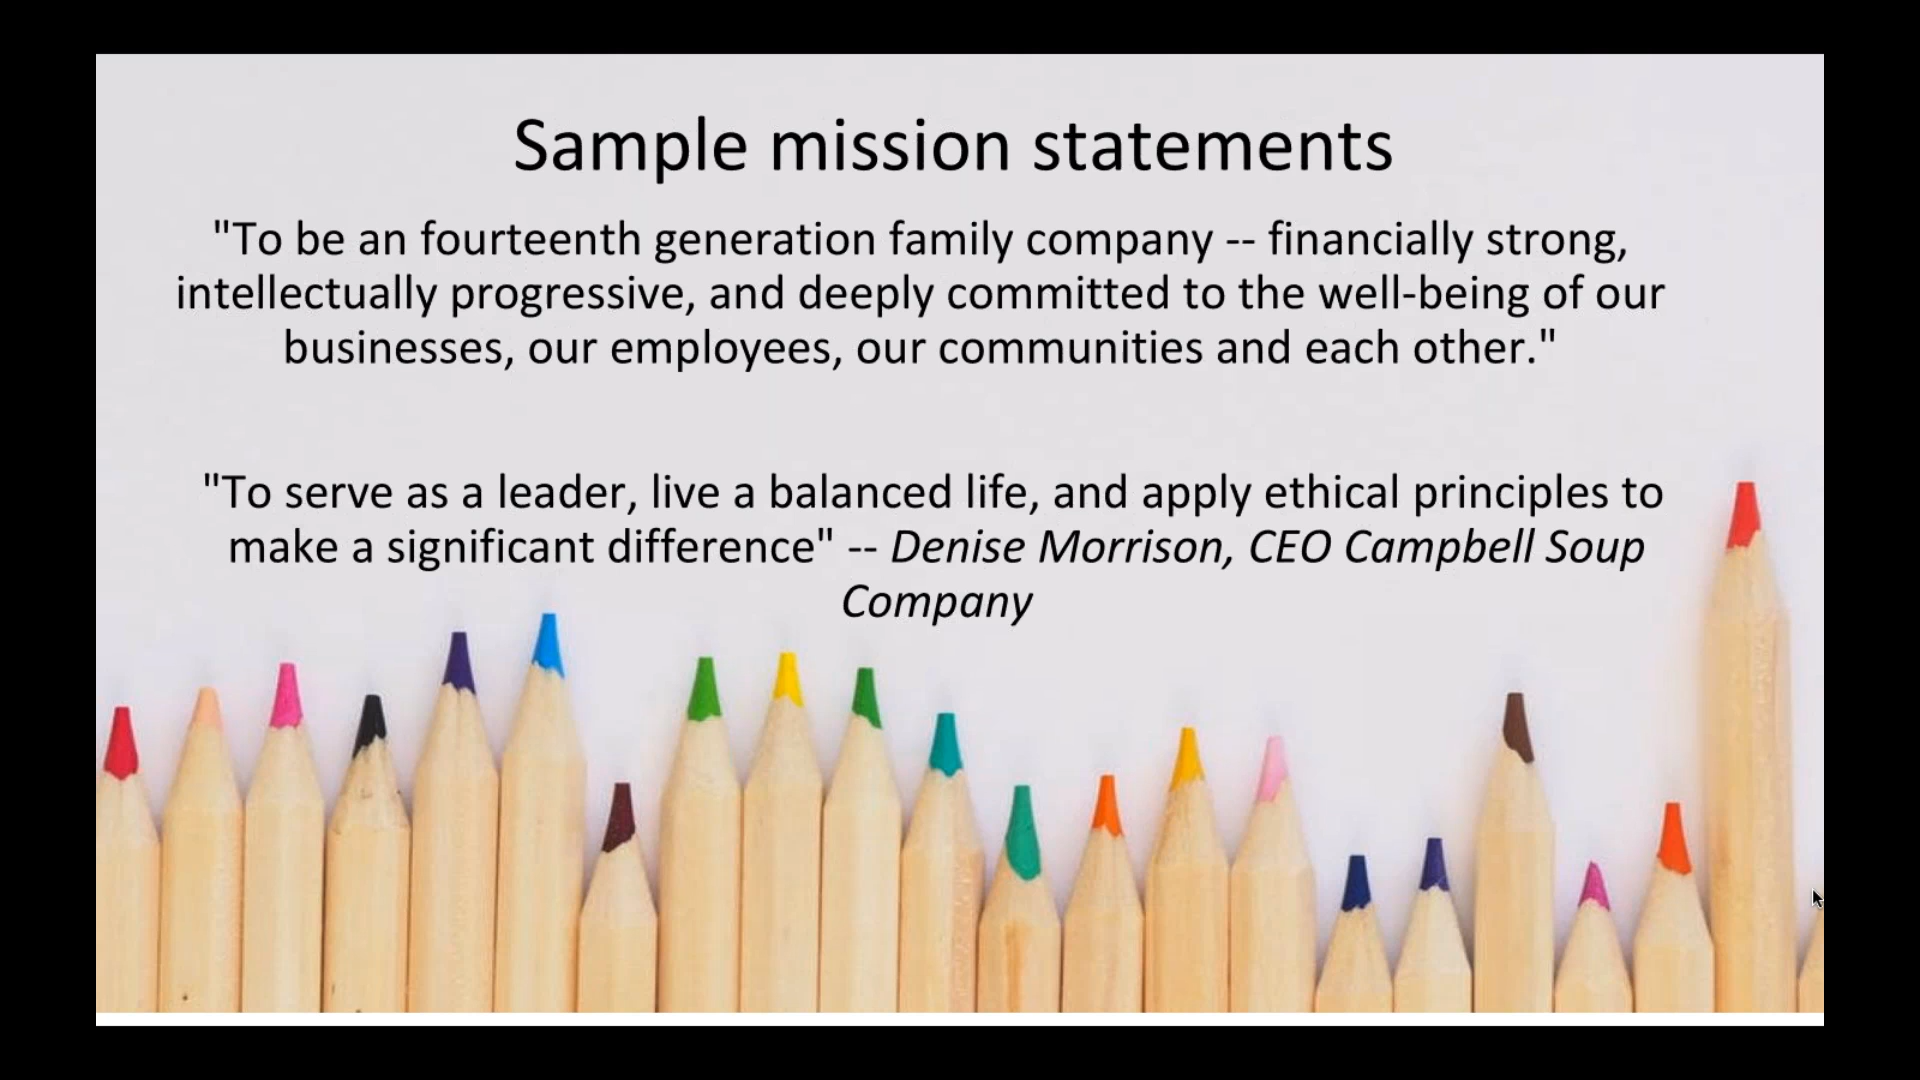 Sample mission statements
"To be an fourteenth generation family company -- financially strong,
intellectually progressive, and deeply committed to the well-being of our
businesses, our employees, our communities and each other."
"To serve as a leader, live a balanced life, and apply ethical principles to
make a significant difference" -- Denise Morrison, CEO Campbell Soup
Company